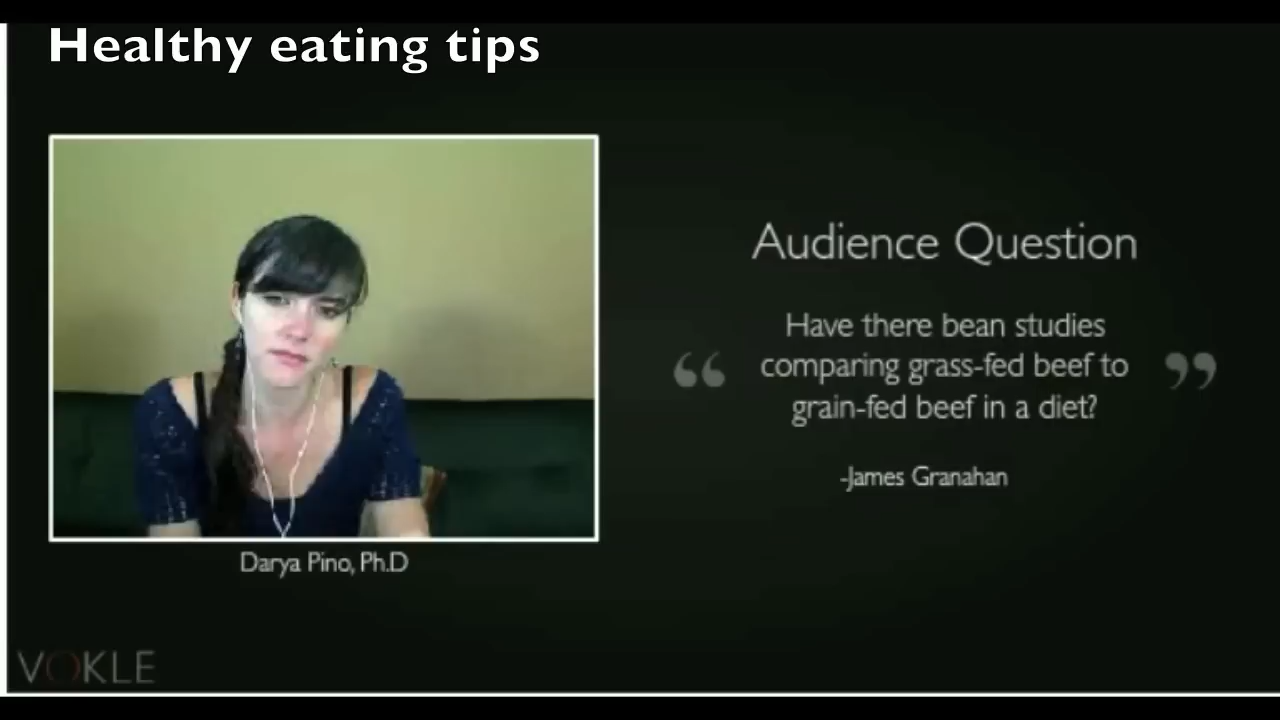 Healthy eating tips
Audience Question
Have there bean studies
“ comparing grass-fed beef to ”
grain-fed beef in a diet?
-James Granahan
Darya Pino, Ph.D
VOKLE